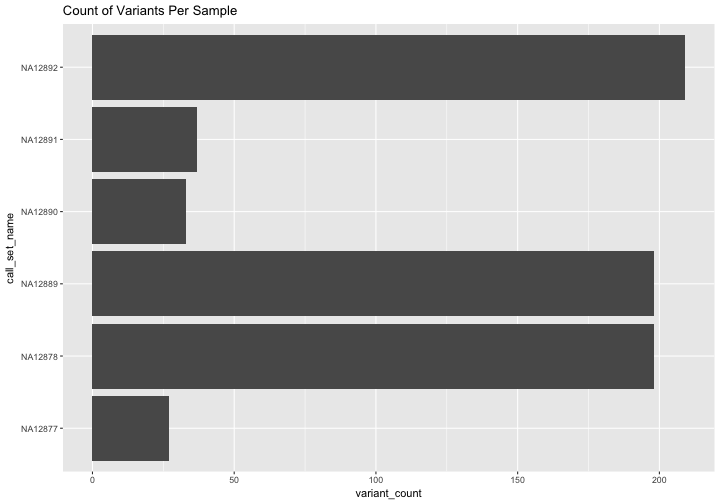 Count of Variants Per Sample
call_set_name
NA12892
NA12891
NA12890
NA12889
NA12878
NA12877
0 50 100 150 200
variant_count